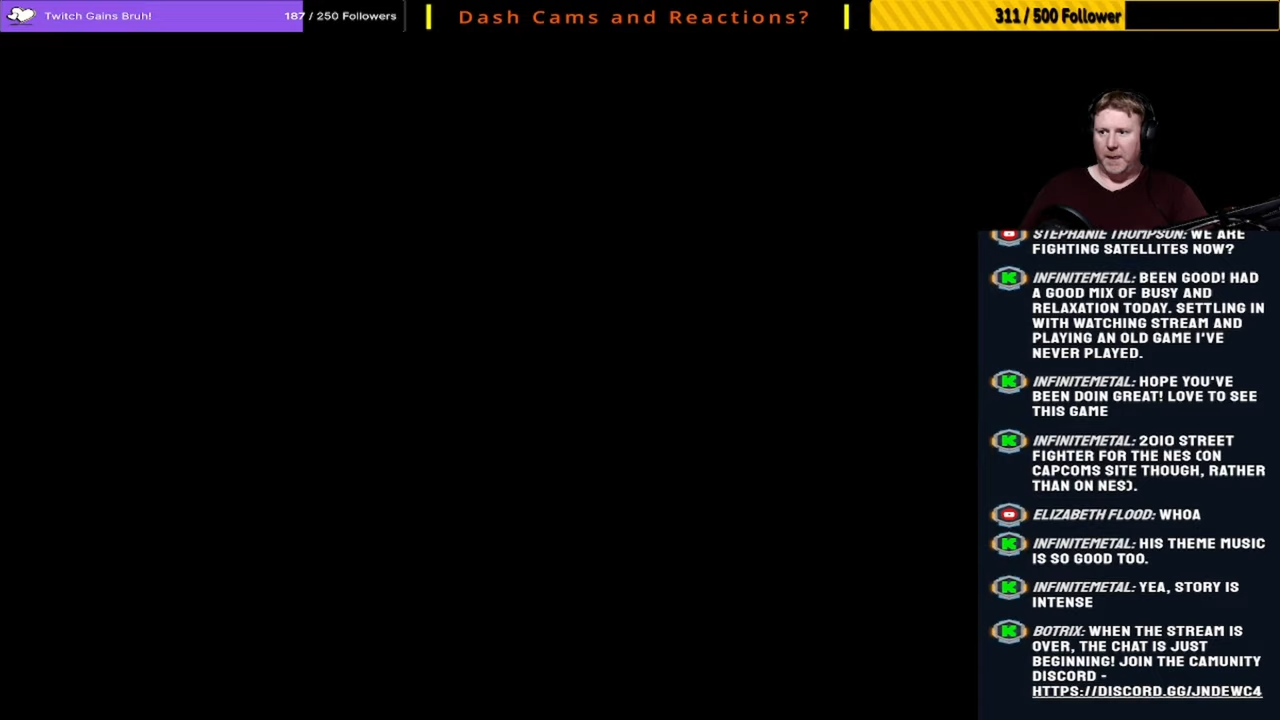 Twitch Gains Bruh!
187 / 250 Followers
Dash Cams and Reactions?
311 / 500 Follower
STEPHANIE THOMPSON: WE ARE
FIGHTING SATELLITES NOW?
INFINITEMETAL: BEEN GOOD! HAD
A GOOD MIX OF BUSY AND
RELAXATION TODAY. SETTLING IN
WITH WATCHING STREAM AND
PLAYING AN OLD GAME I'VE
NEVER PLAYED.
INFINITEMETAL: HOPE YOU'VE
BEEN DOIN GREAT! LOVE TO SEE
THIS GAME
INFINITEMETAL: 2010 STREET
FIGHTER FOR THE NES (ON
CAPCOMS SITE THOUGH, RATHER
THAN ON NES).
ELIZABETH FLOOD: WHOA
INFINITEMETAL: HIS THEME MUSIC
IS SO GOOD TOO.
INFINITEMETAL: YEA, STORY IS
INTENSE
BOTRIX: WHEN THE STREAM IS
OVER, THE CHAT IS JUST
BEGINNING! JOIN THE CAMUNITY
DISCORD -
HTTPS://DISCORD.GG/JNDEWC4